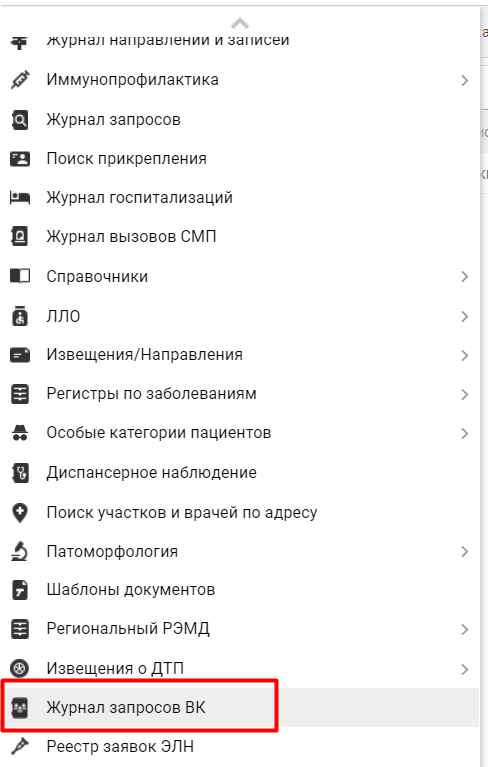 Журнал направлений и записей
Иммунопрофилактика
Журнал запросов
Поиск прикрепления
Журнал госпитализаций
Журнал вызовов СМП
Справочники
ЛЛО
Извещения/Направления
Регистры по заболеваниям
Особые категории пациентов
Диспансерное наблюдение
Поиск участков и врачей по адресу
Патоморфология
Шаблоны документов
Региональный РЭМД
Извещения о ДТП
Журнал запросов ВК
Реестр заявок ЭЛН